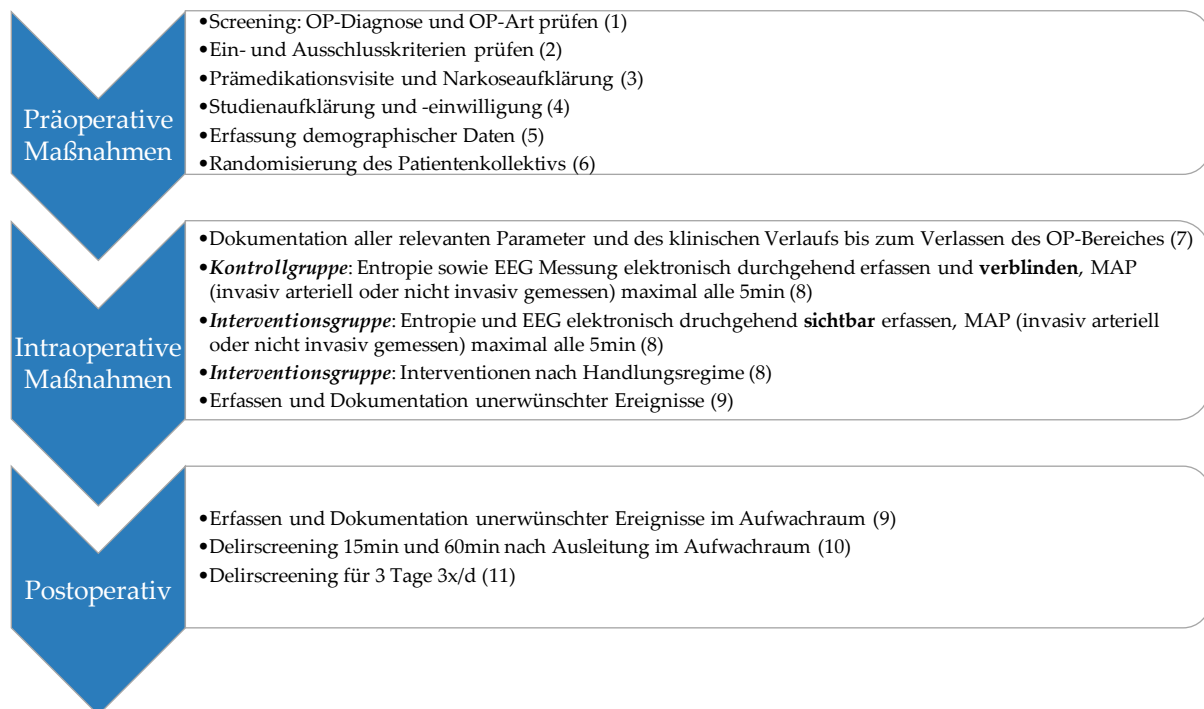 Präoperative
Maßnahmen
•Screening: OP-Diagnose und OP-Art prüfen (1)
•Ein- und Ausschlusskriterien prüfen (2)
•Prämedikationsvisite und Narkoseaufklärung (3)
•Studienaufklärung und -einwilligung (4)
•Erfassung demographischer Daten (5)
•Randomisierung des Patientenkollektivs (6)
Intraoperative
Maßnahmen
•Dokumentation aller relevanten Parameter und des klinischen Verlaufs bis zum Verlassen des OP-Bereiches (7)
•Kontrollgruppe: Entropie sowie EEG Messung elektronisch durchgehend erfassen und verblinden, MAP
(invasiv arteriell oder nicht invasiv gemessen) maximal alle 5min (8)
•Interventionsgruppe: Entropie und EEG elektronisch druchgehend sichtbar erfassen, MAP (invasiv arteriell
oder nicht invasiv gemessen) maximal alle 5min (8)
•Interventionsgruppe: Interventionen nach Handlungsregime (8)
•Erfassen und Dokumentation unerwünschter Ereignisse (9)
Postoperativ
•Erfassen und Dokumentation unerwünschter Ereignisse im Aufwachraum (9)
•Delirscreening 15min und 60min nach Ausleitung im Aufwachraum (10)
•Delirscreening für 3 Tage 3x/d (11)